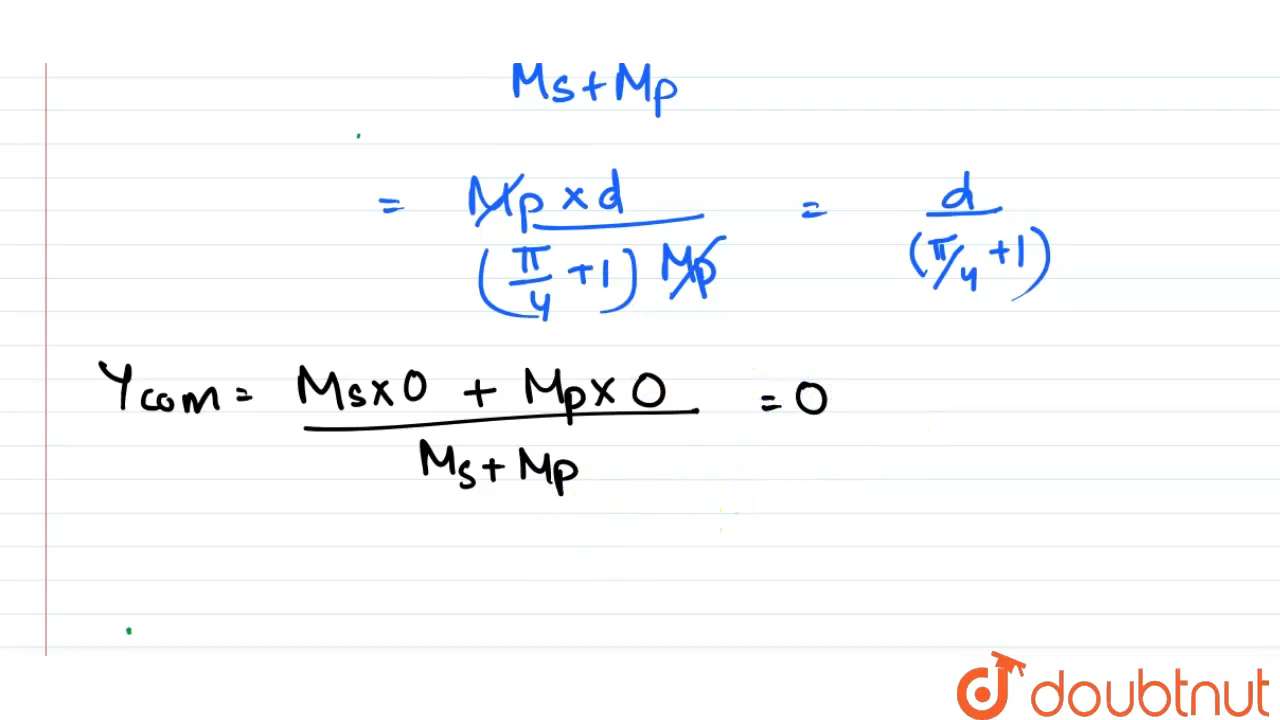 Ms+Mp
= Mp × d / (π/4 + 1) Mp = d / (π/4 + 1)
Ycom = Ms×0 + Mp×0 / Ms+Mp = 0
doubtnut